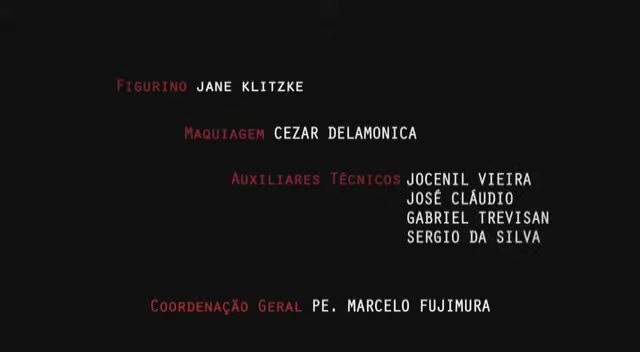 Figurino JANE KLITZKE
Maquiagem CEZAR DELAMONICA
Auxiliares Técnicos JOCENIL VIEIRA
JOSÉ CLÁUDIO
GABRIEL TREVISAN
SERGIO DA SILVA
Coordenação Geral PE. MARCELO FUJIMURA